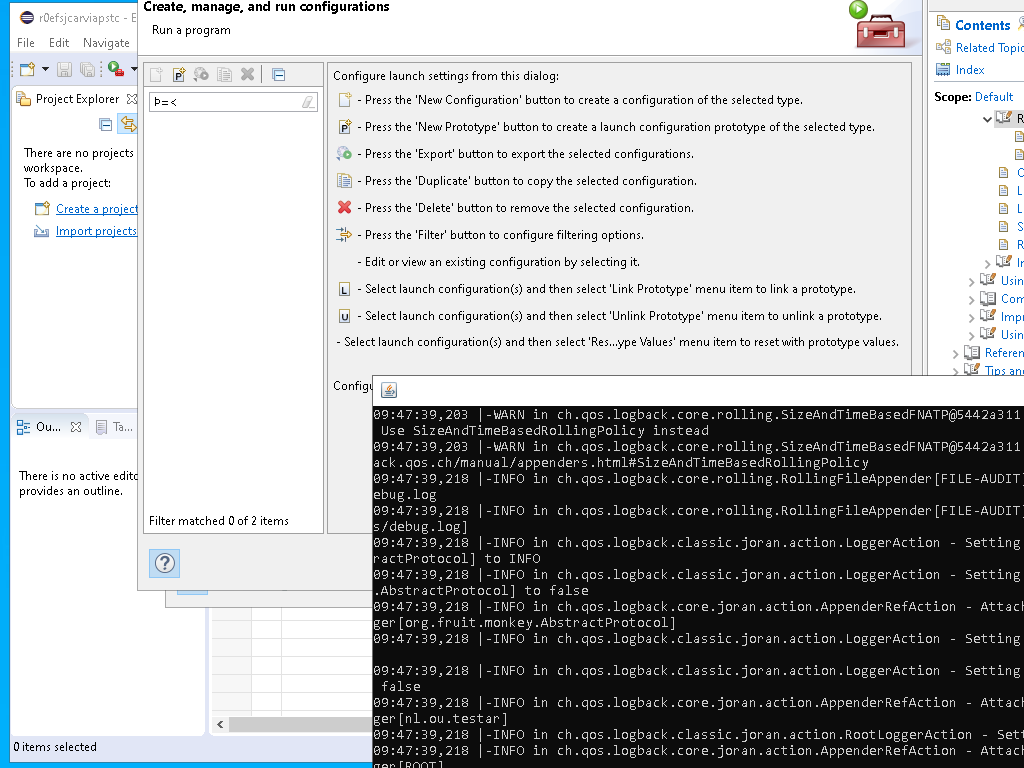 r0efsjcarviapstc - E
File Edit Navigate
Project Explorer
There are no projects
workspace.
To add a project:
Create a project
Import projects
Ou... Ta...
There is no active edito
provides an outline.
0 items selected
Create, manage, and run configurations
Run a program
Þ=<
Filter matched 0 of 2 items
Configure launch settings from this dialog:
- Press the 'New Configuration' button to create a configuration of the selected type.
- Press the 'New Prototype' button to create a launch configuration prototype of the selected type.
- Press the 'Export' button to export the selected configurations.
- Press the 'Duplicate' button to copy the selected configuration.
- Press the 'Delete' button to remove the selected configuration.
- Press the 'Filter' button to configure filtering options.
- Edit or view an existing configuration by selecting it.
L - Select launch configuration(s) and then select 'Link Prototype' menu item to link a prototype.
U - Select launch configuration(s) and then select 'Unlink Prototype' menu item to unlink a prototype.
- Select launch configuration(s) and then select 'Res...ype Values' menu item to reset with prototype values.
Configu
Contents
Related Topic
Index
Scope: Default
R
C
L
L
S
R
In
Using
Com
Impr
Using
Referen
Tips and
09:47:39,203 |-WARN in ch.qos.logback.core.rolling.SizeAndTimeBasedFNATP@5442a311
Use SizeAndTimeBasedRollingPolicy instead
09:47:39,203 |-WARN in ch.qos.logback.core.rolling.SizeAndTimeBasedFNATP@5442a311
ack.qos.ch/manual/appenders.html#SizeAndTimeBasedRollingPolicy
09:47:39,218 |-INFO in ch.qos.logback.core.rolling.RollingFileAppender[FILE-AUDIT]
ebug.log
09:47:39,218 |-INFO in ch.qos.logback.core.rolling.RollingFileAppender[FILE-AUDIT]
s/debug.log]
09:47:39,218 |-INFO in ch.qos.logback.classic.joran.action.LoggerAction - Setting
ractProtocol] to INFO
09:47:39,218 |-INFO in ch.qos.logback.classic.joran.action.LoggerAction - Setting
.AbstractProtocol] to false
09:47:39,218 |-INFO in ch.qos.logback.core.joran.action.AppenderRefAction - Attach
ger[org.fruit.monkey.AbstractProtocol]
09:47:39,218 |-INFO in ch.qos.logback.classic.joran.action.LoggerAction - Setting
09:47:39,218 |-INFO in ch.qos.logback.classic.joran.action.LoggerAction - Setting
false
09:47:39,218 |-INFO in ch.qos.logback.core.joran.action.AppenderRefAction - Attach
ger[nl.ou.testar]
09:47:39,218 |-INFO in ch.qos.logback.classic.joran.action.RootLoggerAction - Sett
09:47:39,218 |-INFO in ch.qos.logback.core.joran.action.AppenderRefAction - Attach
ger[ROOT]